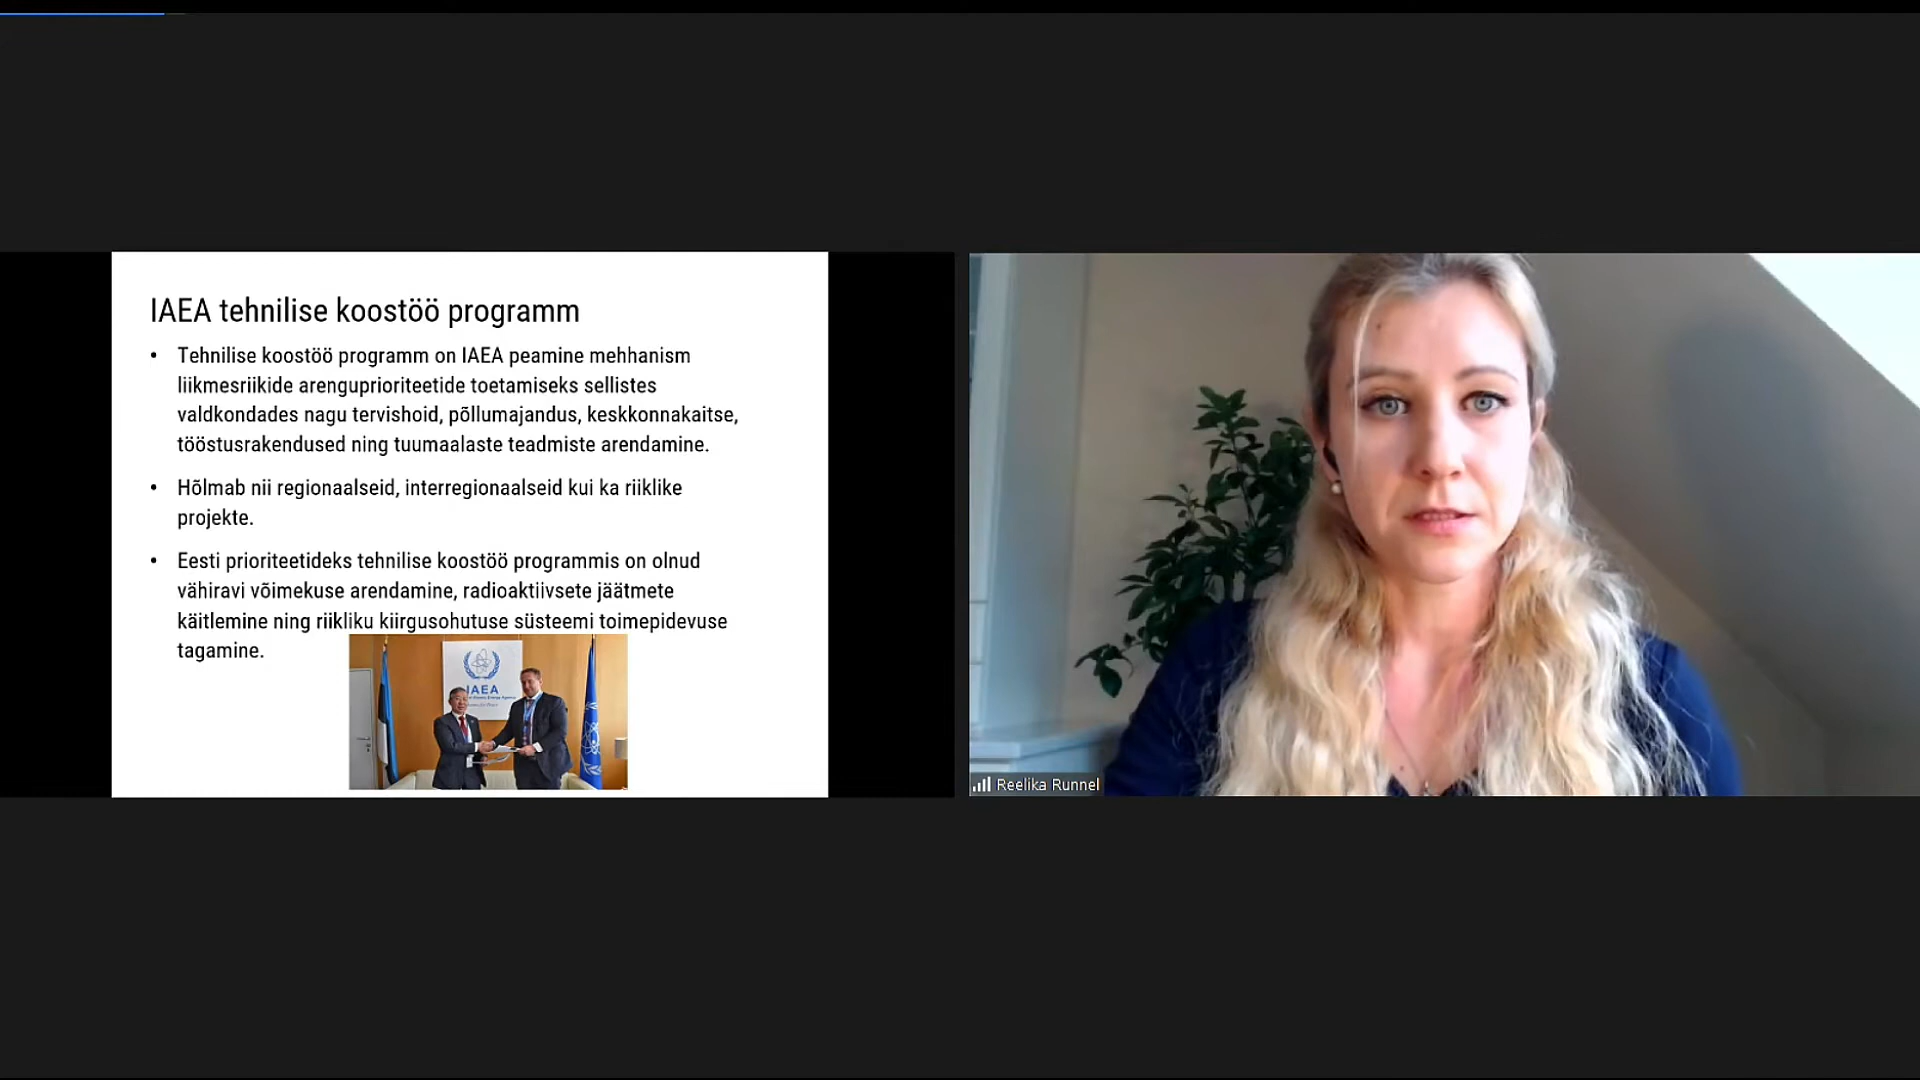 IAEA tehnilise koostöö programm
• Tehnilise koostöö programm on IAEA peamine mehhanism
liikmesriikide arenguprioriteetide toetamiseks sellistes
valdkondades nagu tervishoid, põllumajandus, keskkonnakaitse,
tööstusrakendused ning tuumaalaste teadmiste arendamine.
• Hõlmab nii regionaalseid, interregionaalseid kui ka riiklike
projekte.
• Eesti prioriteetideks tehnilise koostöö programmis on olnud
vähiravi võimekuse arendamine, radioaktiivsete jäätmete
käitlemine ning riikliku kiirgusohutuse süsteemi toimepidevuse
tagamine.
IAEA
Reelika Runnel